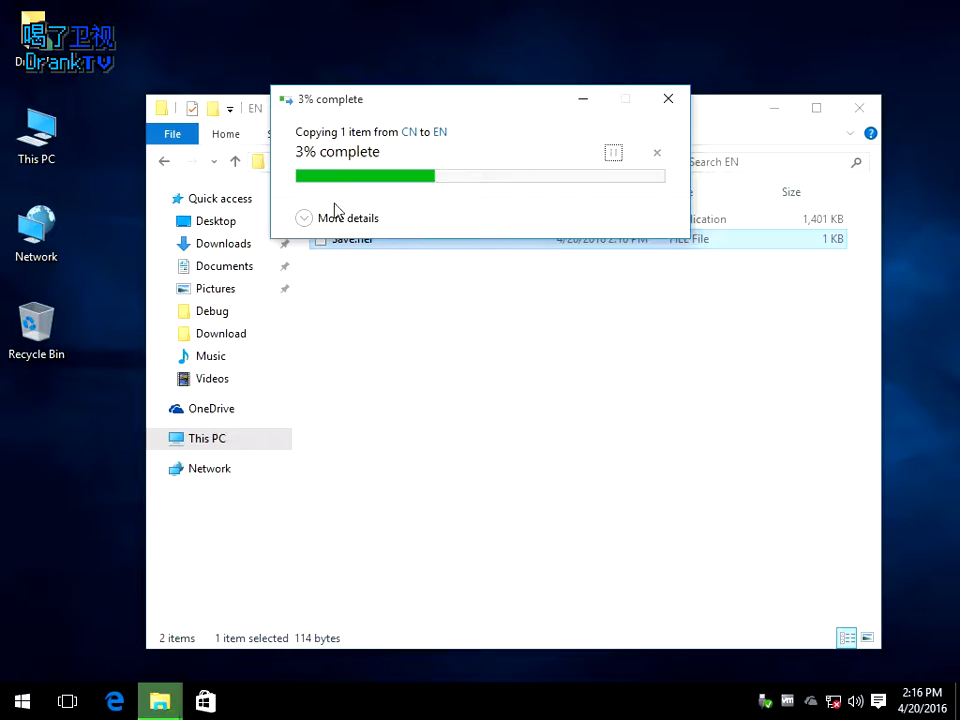 喝了卫视
DrankTV
This PC
Network
Recycle Bin
3% complete
Copying 1 item from CN to EN
3% complete
More details
EN
File
Home
Search EN
Size
1,401 KB
4/20/2016 2:16 PM
FILE File
1 KB
Quick access
Desktop
Downloads
Documents
Pictures
Debug
Download
Music
Videos
OneDrive
This PC
Network
2 items
1 item selected
114 bytes
2:16 PM
4/20/2016